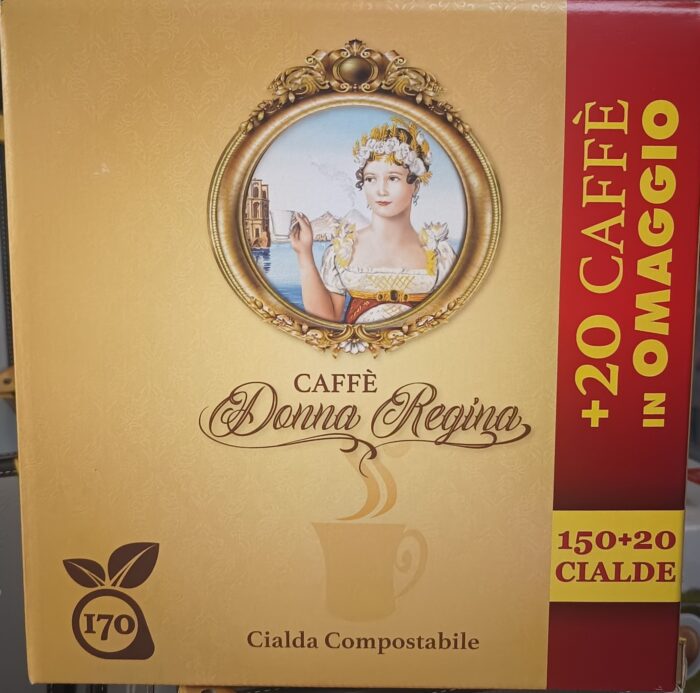 CAFFÈ
Donna Regina
170
Cialda Compostabile
+20 CAFFÈ
IN OMAGGIO
150+20
CIALDE